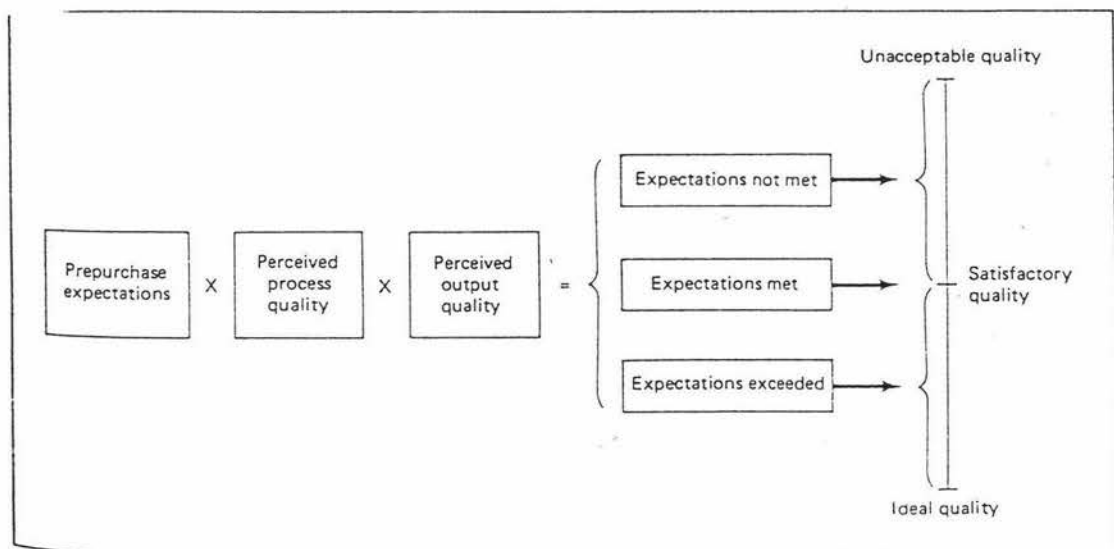 Unacceptable quality
Expectations not met
Prepurchase
expectations
X
Perceived
process
quality
X
Perceived
output
quality
=
Expectations met
Satisfactory
quality
Expectations exceeded
Ideal quality